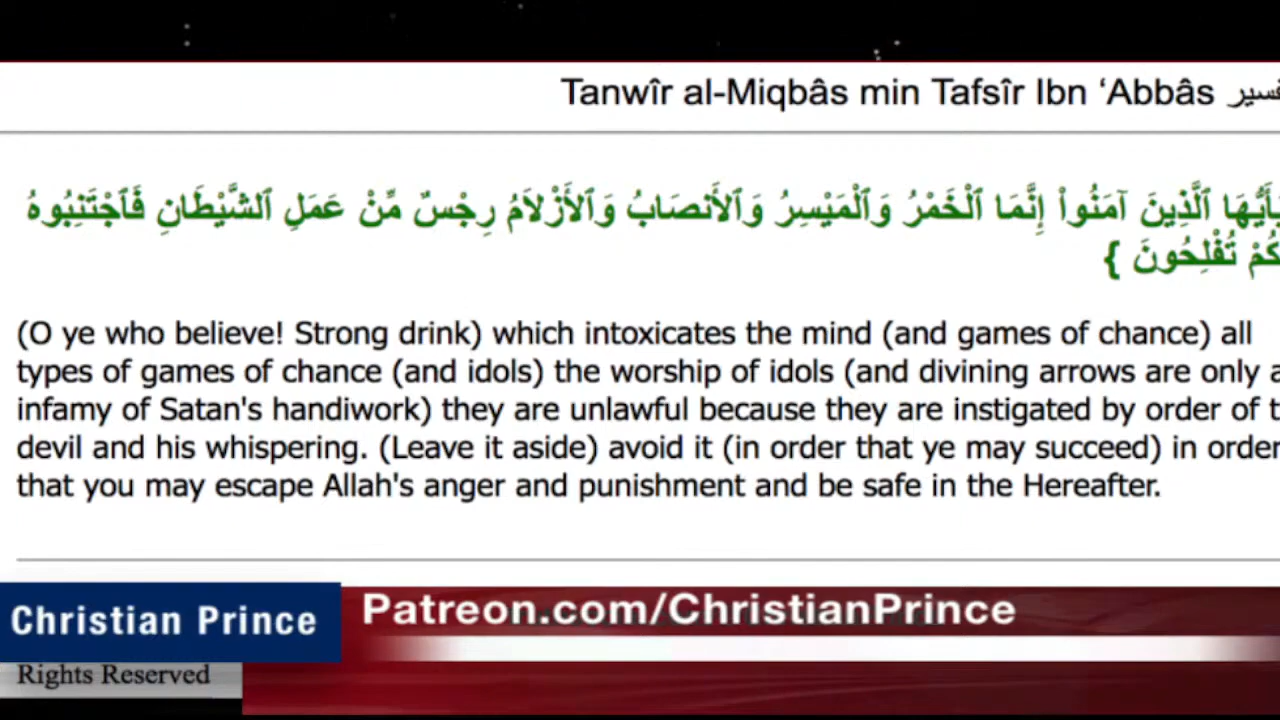 Tanwîr al-Miqbâs min Tafsîr Ibn ‘Abbâs
ٱلَّذِينَ آمَنُواْ إِنَّمَا ٱلْخَمْرُ وَٱلْمَيْسِرُ وَٱلأَنصَابُ وَٱلأَزْلاَمُ رِجْسٌ مِّنْ عَمَلِ ٱلشَّيْطَانِ فَٱجْتَنِبُوهُ
تُفْلِحُونَ }
(O ye who believe! Strong drink) which intoxicates the mind (and games of chance) all
types of games of chance (and idols) the worship of idols (and divining arrows are only a
infamy of Satan's handiwork) they are unlawful because they are instigated by order of t
devil and his whispering. (Leave it aside) avoid it (in order that ye may succeed) in order
that you may escape Allah's anger and punishment and be safe in the Hereafter.
Christian Prince
Patreon.com/ChristianPrince
Rights Reserved